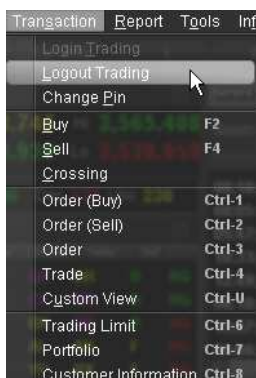 Transaction Report Tools Inf
Login Trading
Logout Trading
Change Pin
Buy F2
Sell F4
Crossing
Order (Buy) Ctrl-1
Order (Sell) Ctrl-2
Order Ctrl-3
Trade Ctrl-4
Custom View Ctrl-U
Trading Limit Ctrl-6
Portfolio Ctrl-7
Customer Information Ctrl-8